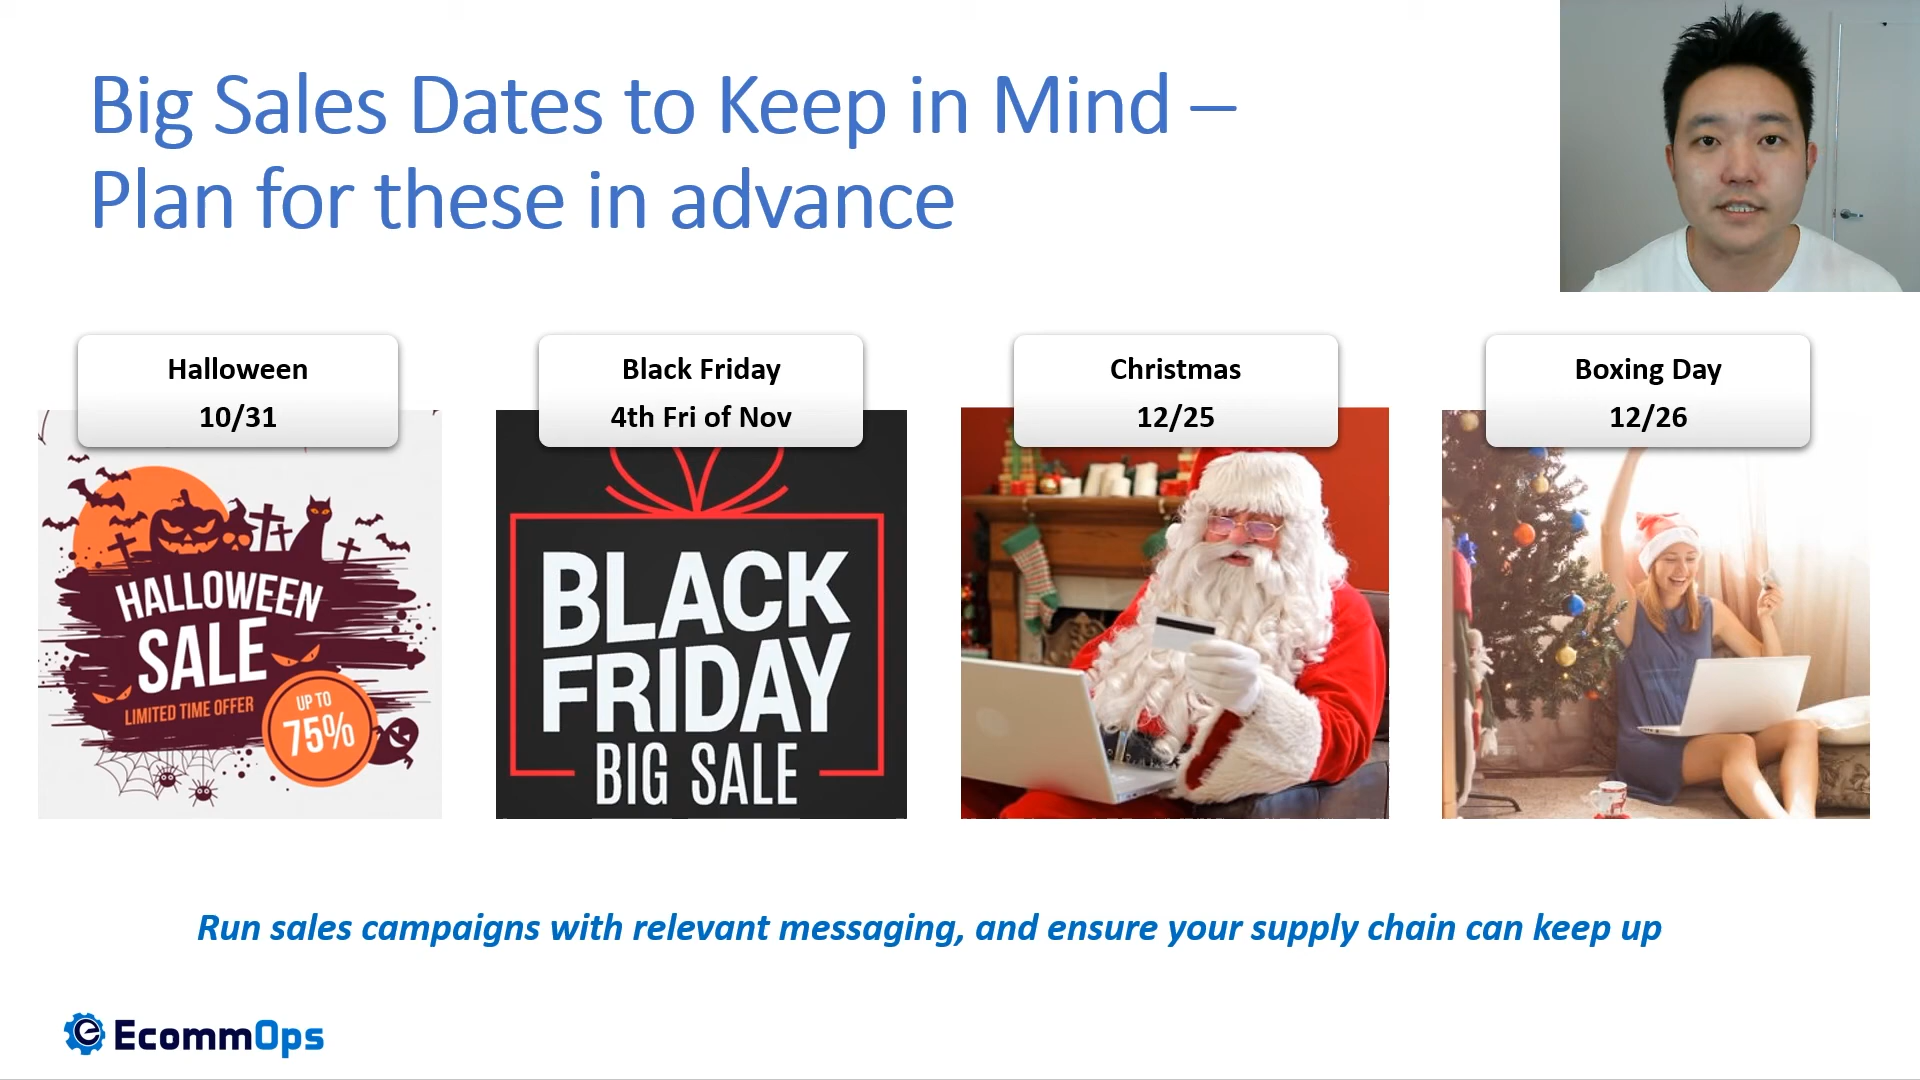 Big Sales Dates to Keep in Mind –
Plan for these in advance
Halloween
10/31
Black Friday
4th Fri of Nov
Christmas
12/25
Boxing Day
12/26
HALLOWEEN
SALE
LIMITED TIME OFFER
UP TO
75%
BLACK
FRIDAY
BIG SALE
Run sales campaigns with relevant messaging, and ensure your supply chain can keep up
EcommOps